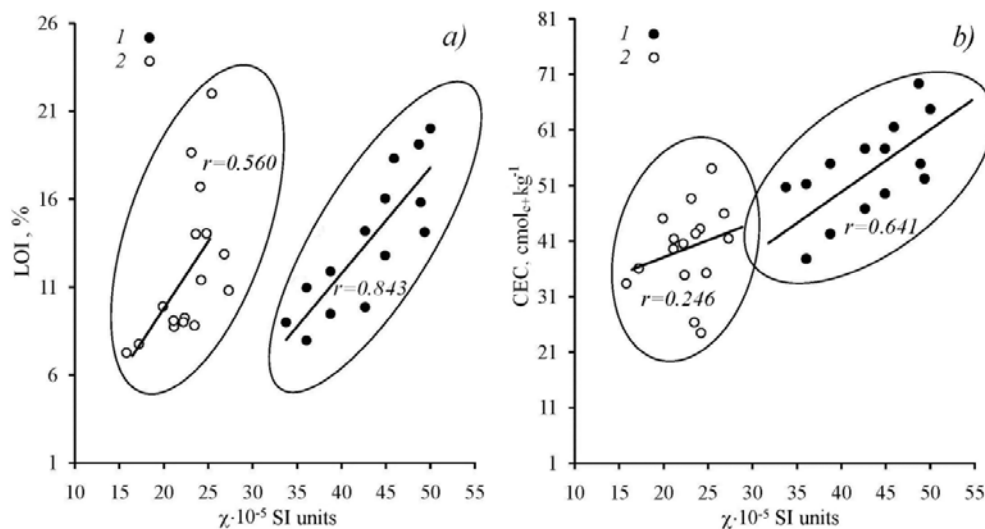 26
21
16
11
6
1
LOI, %
1 ●
2 ○
a)
r=0.560
r=0.843
10 15 20 25 30 35 40 45 50 55
χ·10⁻⁵ SI units
81
71
61
51
41
31
21
11
1
CEC. cmolc+kg⁻¹
1 ●
2 ○
b)
r=0.641
r=0.246
10 15 20 25 30 35 40 45 50 55
χ·10⁻⁵ SI units